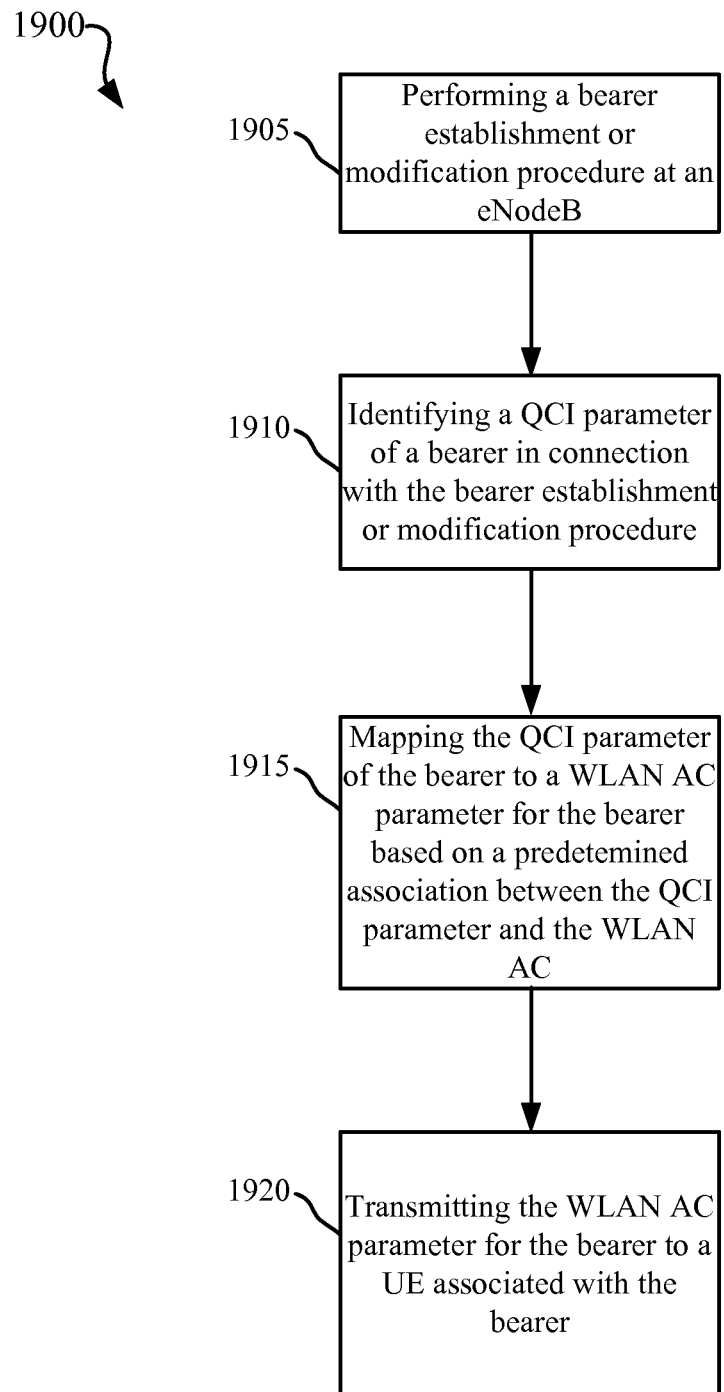 1900
1905
Performing a bearer
establishment or
modification procedure at an
eNodeB
1910
Identifying a QCI parameter
of a bearer in connection
with the bearer establishment
or modification procedure
1915
Mapping the QCI parameter
of the bearer to a WLAN AC
parameter for the bearer
based on a predetemined
association between the QCI
parameter and the WLAN
AC
1920
Transmitting the WLAN AC
parameter for the bearer to a
UE associated with the
bearer